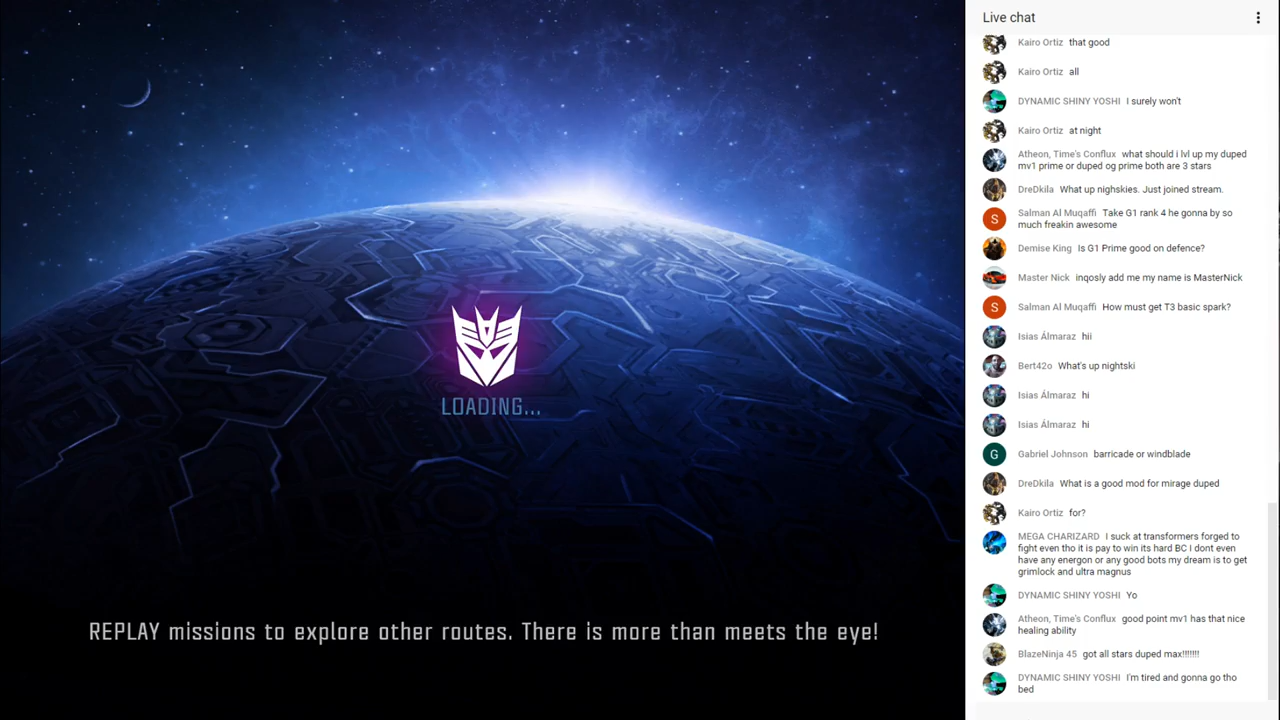 Live chat
Kairo Ortiz that good
Kairo Ortiz all
DYNAMIC SHINY YOSHI I surely won't
Kairo Ortiz at night
Atheon, Time's Conflux what should i lvl up my duped
mv1 prime or duped og prime both are 3 stars
DreDkila What up nighskies. Just joined stream.
Salman Al Muqaffi Take G1 rank 4 he gonna by so
much freakin awesome
Demise King Is G1 Prime good on defence?
Master Nick inqosly add me my name is MasterNick
S
Salman Al Muqaffi How must get T3 basic spark?
S
Isias Álmaraz hii
Bert42o What's up nightski
Isias Álmaraz hi
Isias Álmaraz hi
G
Gabriel Johnson barricade or windblade
DreDkila What is a good mod for mirage duped
Kairo Ortiz for?
MEGA CHARIZARD I suck at transformers forged to
fight even tho it is pay to win its hard BC I dont even
have any energon or any good bots my dream is to get
grimlock and ultra magnus
DYNAMIC SHINY YOSHI Yo
Atheon, Time's Conflux good point mv1 has that nice
healing ability
BlazeNinja 45 got all stars duped max!!!!!!!
DYNAMIC SHINY YOSHI I'm tired and gonna go tho
bed
LOADING...
REPLAY missions to explore other routes. There is more than meets the eye!